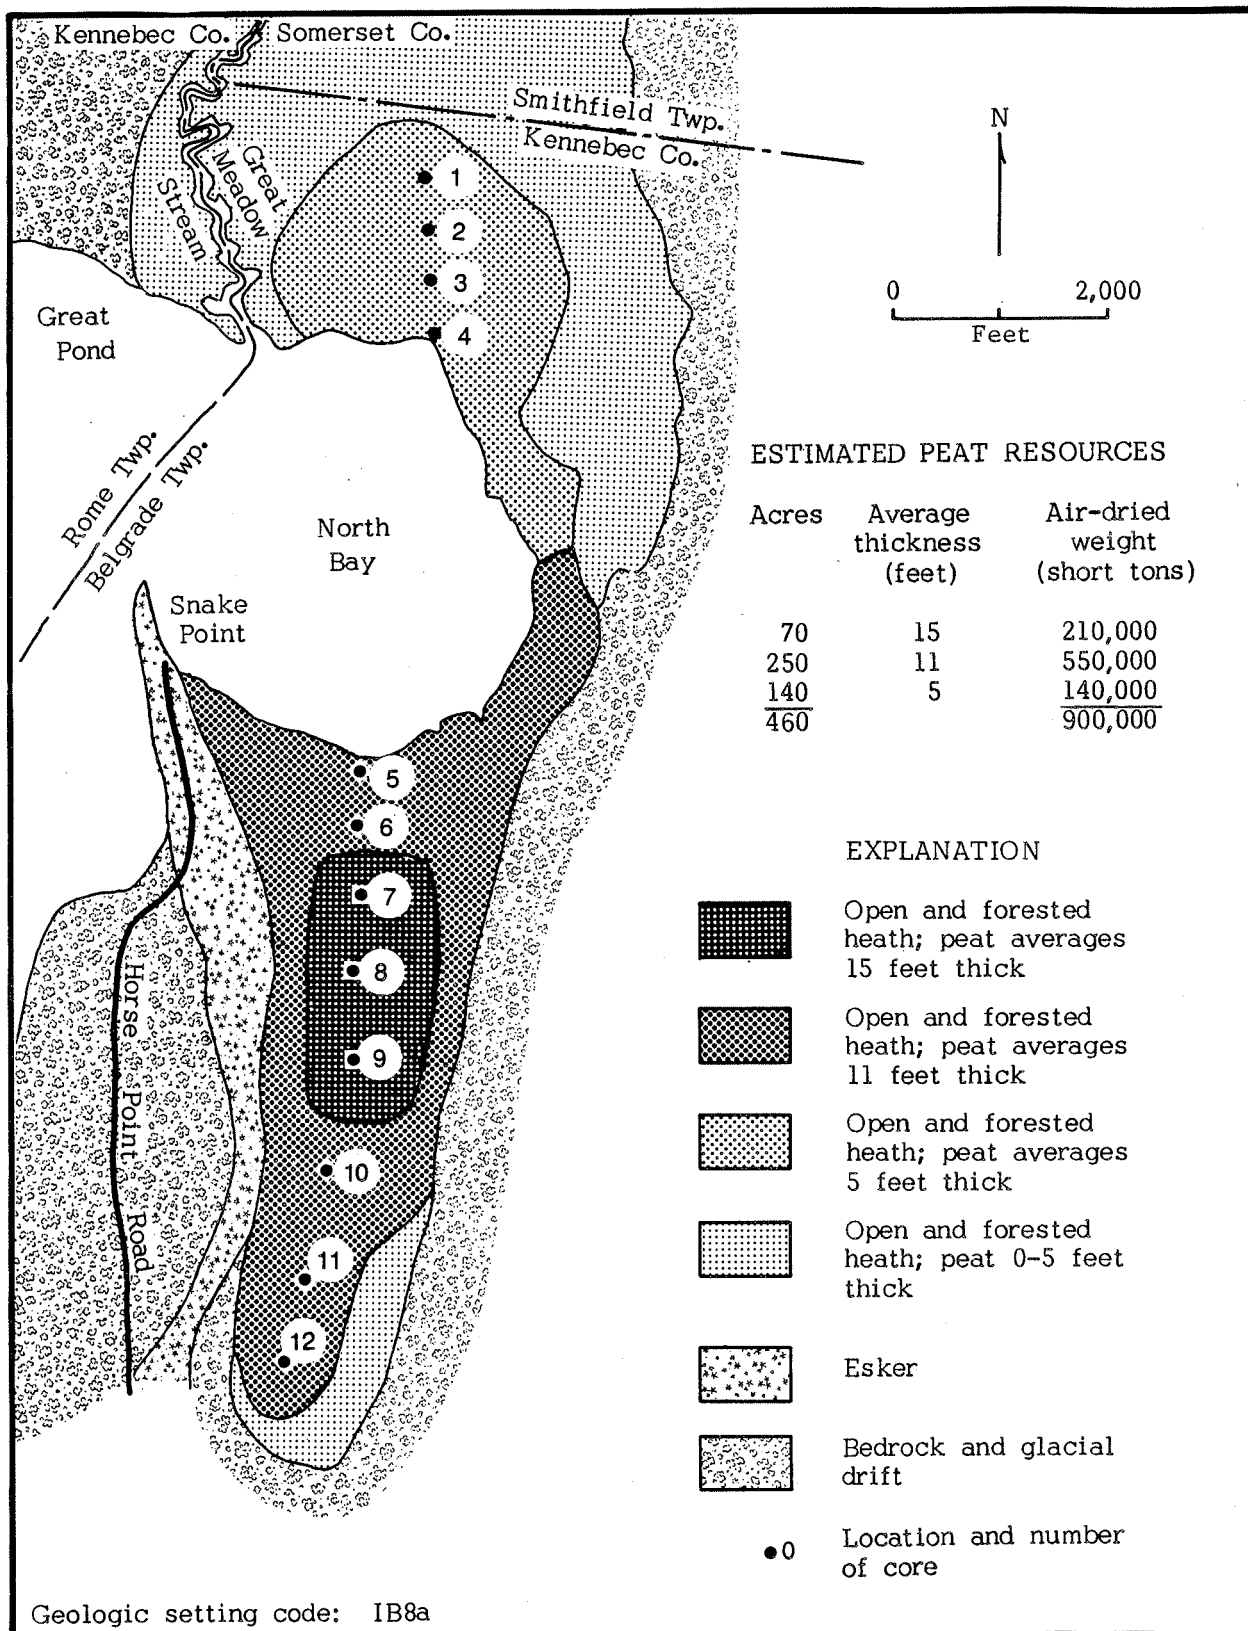 Kennebec Co. Somerset Co.
Smithfield Twp.
Kennebec Co.
Great
Meadow
Stream
1
2
3
4
Great
Pond
Rome Twp.
Belgrade Twp.
North
Bay
Snake
Point
5
6
7
8
9
10
11
12
Horse Point Road
N
0 2,000
Feet
ESTIMATED PEAT RESOURCES
Acres Average Air-dried
thickness weight
(feet) (short tons)
70 15 210,000
250 11 550,000
140 5 140,000
460 900,000
EXPLANATION
Open and forested
heath; peat averages
15 feet thick
Open and forested
heath; peat averages
11 feet thick
Open and forested
heath; peat averages
5 feet thick
Open and forested
heath; peat 0-5 feet
thick
Esker
Bedrock and glacial
drift
0 Location and number
of core
Geologic setting code: IB8a